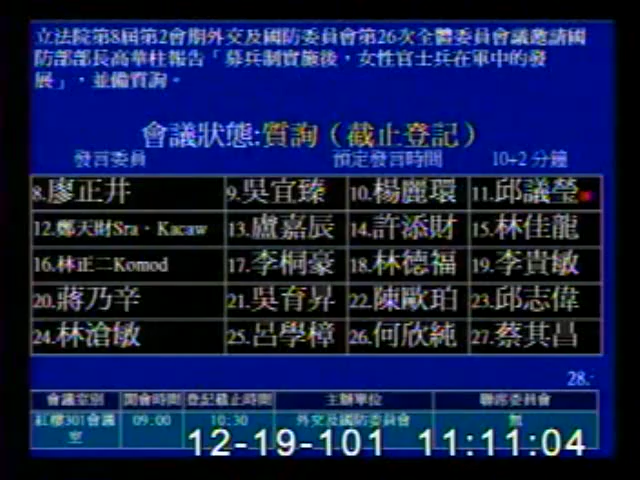 立法院第8屆第2會期外交及國防委員會第26次全體委員會議邀請國
防部部長高華柱報告「募兵制實施後，女性官士兵在軍中的發
展」，並備質詢。
會議狀態:質詢（截止登記）
發言委員 預定發言時間 10+2 分鐘
8.廖正井 9.吳宜臻 10.楊麗環 11.邱議瑩
12.鄭天財Sra．Kacaw 13.盧嘉辰 14.許添財 15.林佳龍
16.林正二Komod 17.李桐豪 18.林德福 19.李貴敏
20.蔣乃辛 21.吳育昇 22.陳歐珀 23.邱志偉
24.林滄敏 25.呂學樟 26.何欣純 27.蔡其昌
28.
會議室別 開會時間 登記截止時間 主辦單位 聯席委員會
紅樓301會議
室 09:00 10:30 外交及國防委員會 無
12-19-101 11:11:04